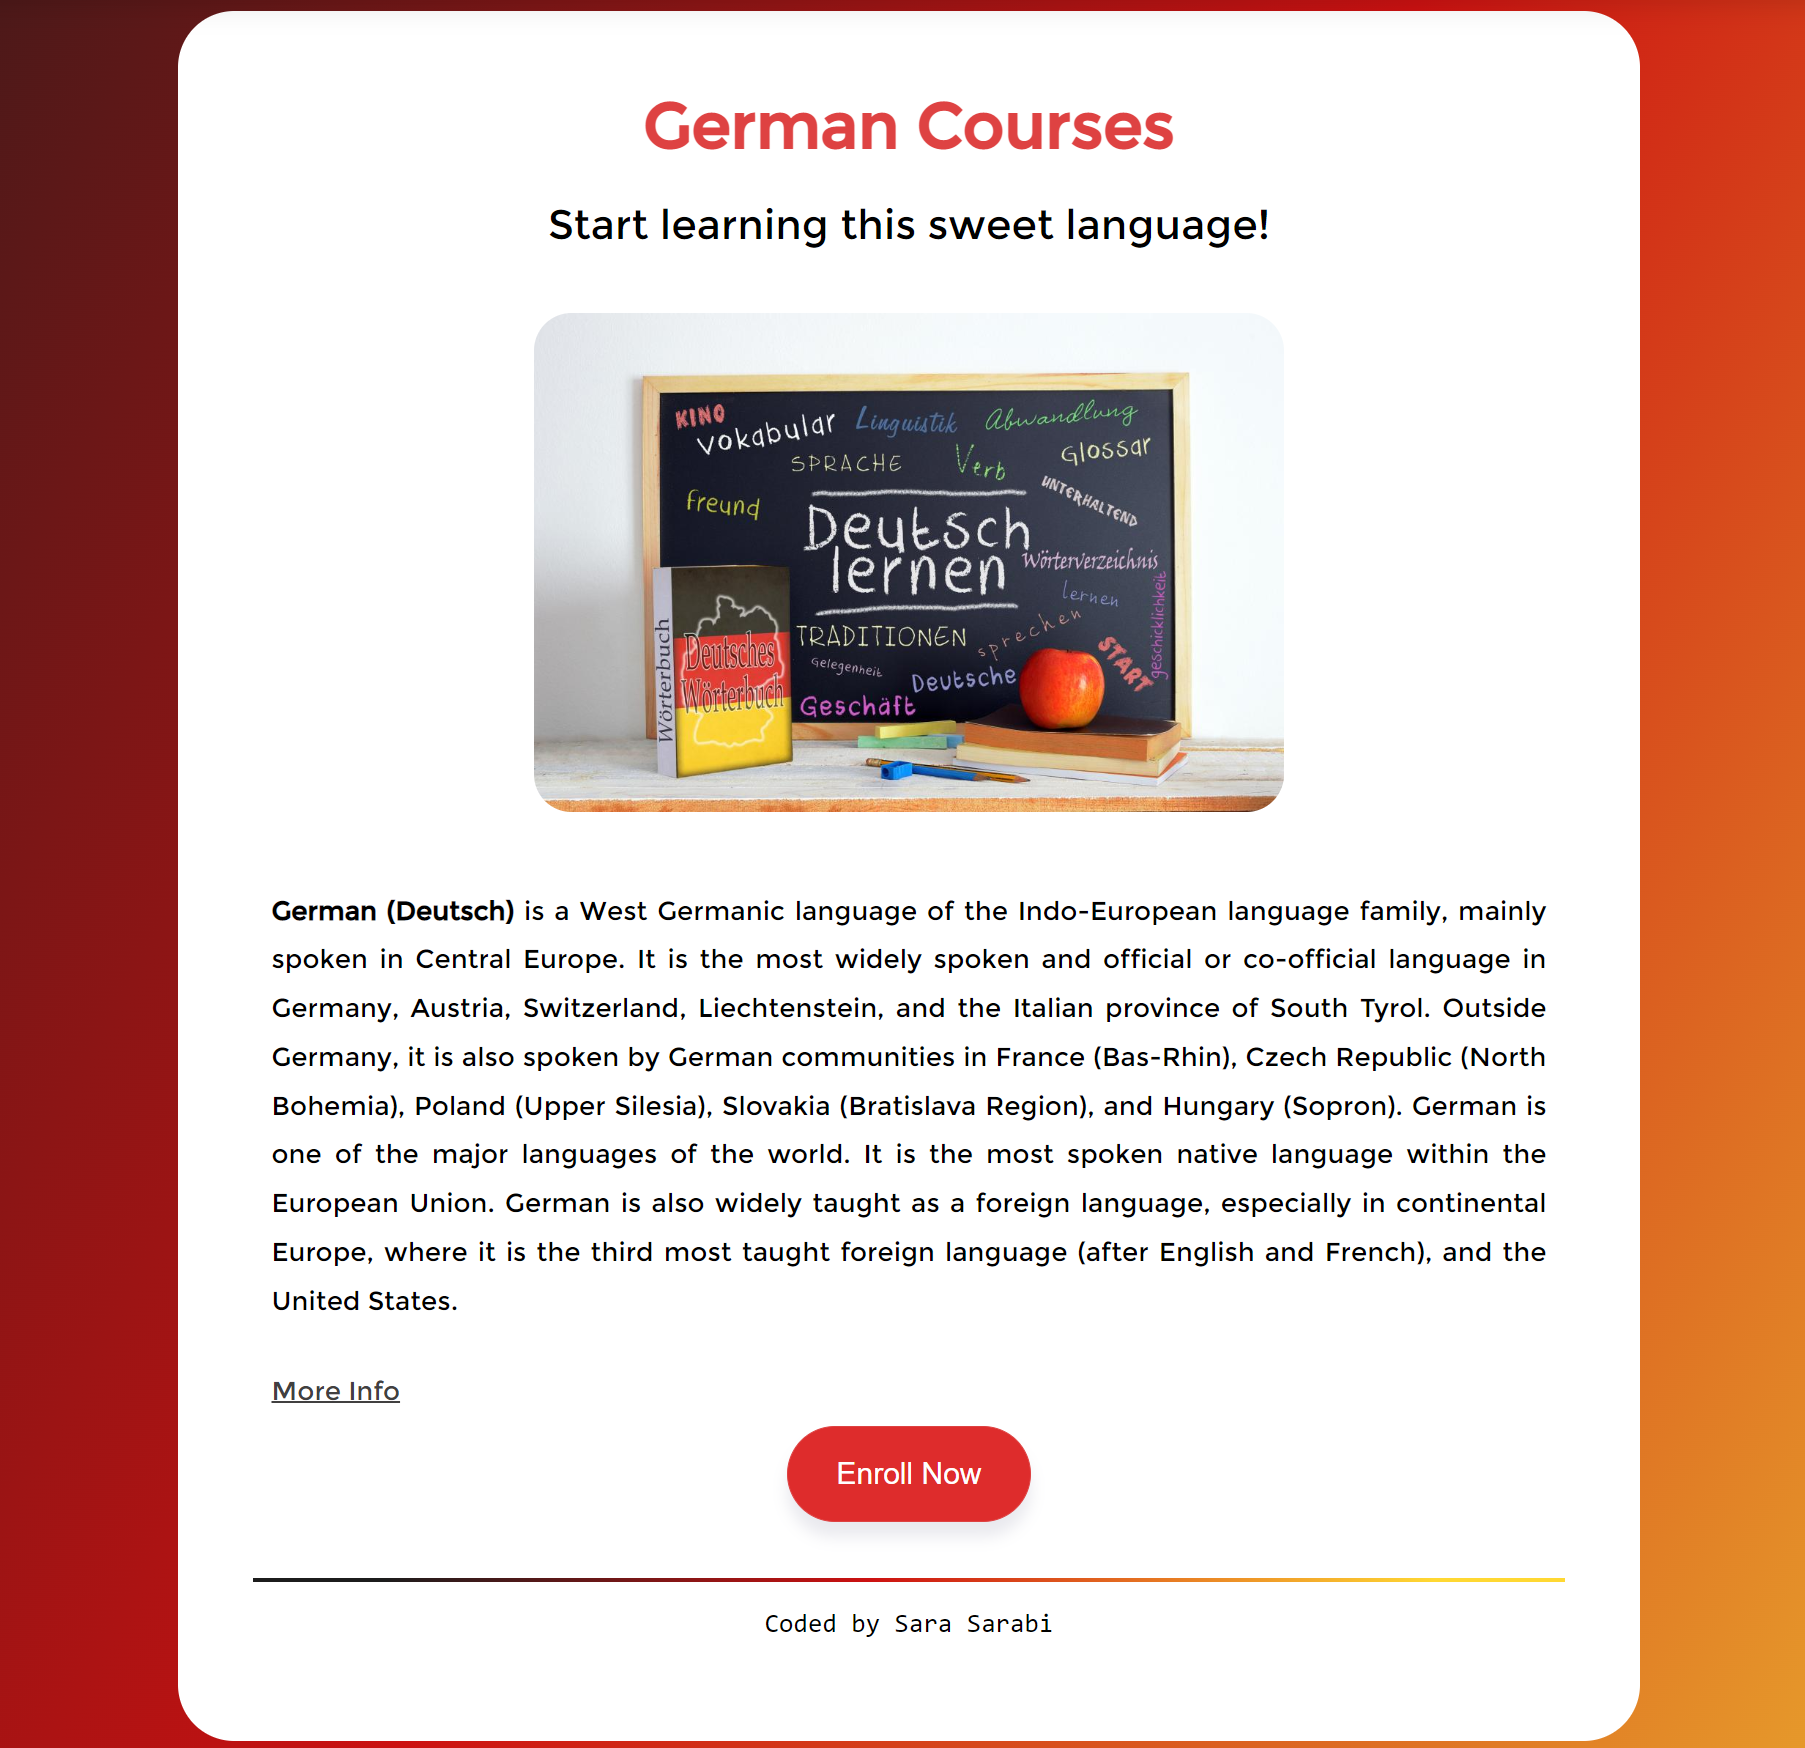 German Courses
Start learning this sweet language!
KINO
Vokabular
Linguistik
Abwandlung
SPRACHE
Verb
Glossar
freund
UNTERHALTEND
Deutsch
lernen
Wörterverzeichnis
lernen
geschicklichkeit
sprechen
TRADITIONEN
START
Gelegenheit
Deutsche
Geschäft
Wörterbuch
Deutsches
Wörterbuch
German (Deutsch) is a West Germanic language of the Indo-European language family, mainly
spoken in Central Europe. It is the most widely spoken and official or co-official language in
Germany, Austria, Switzerland, Liechtenstein, and the Italian province of South Tyrol. Outside
Germany, it is also spoken by German communities in France (Bas-Rhin), Czech Republic (North
Bohemia), Poland (Upper Silesia), Slovakia (Bratislava Region), and Hungary (Sopron). German is
one of the major languages of the world. It is the most spoken native language within the
European Union. German is also widely taught as a foreign language, especially in continental
Europe, where it is the third most taught foreign language (after English and French), and the
United States.
More Info
Enroll Now
Coded by Sara Sarabi